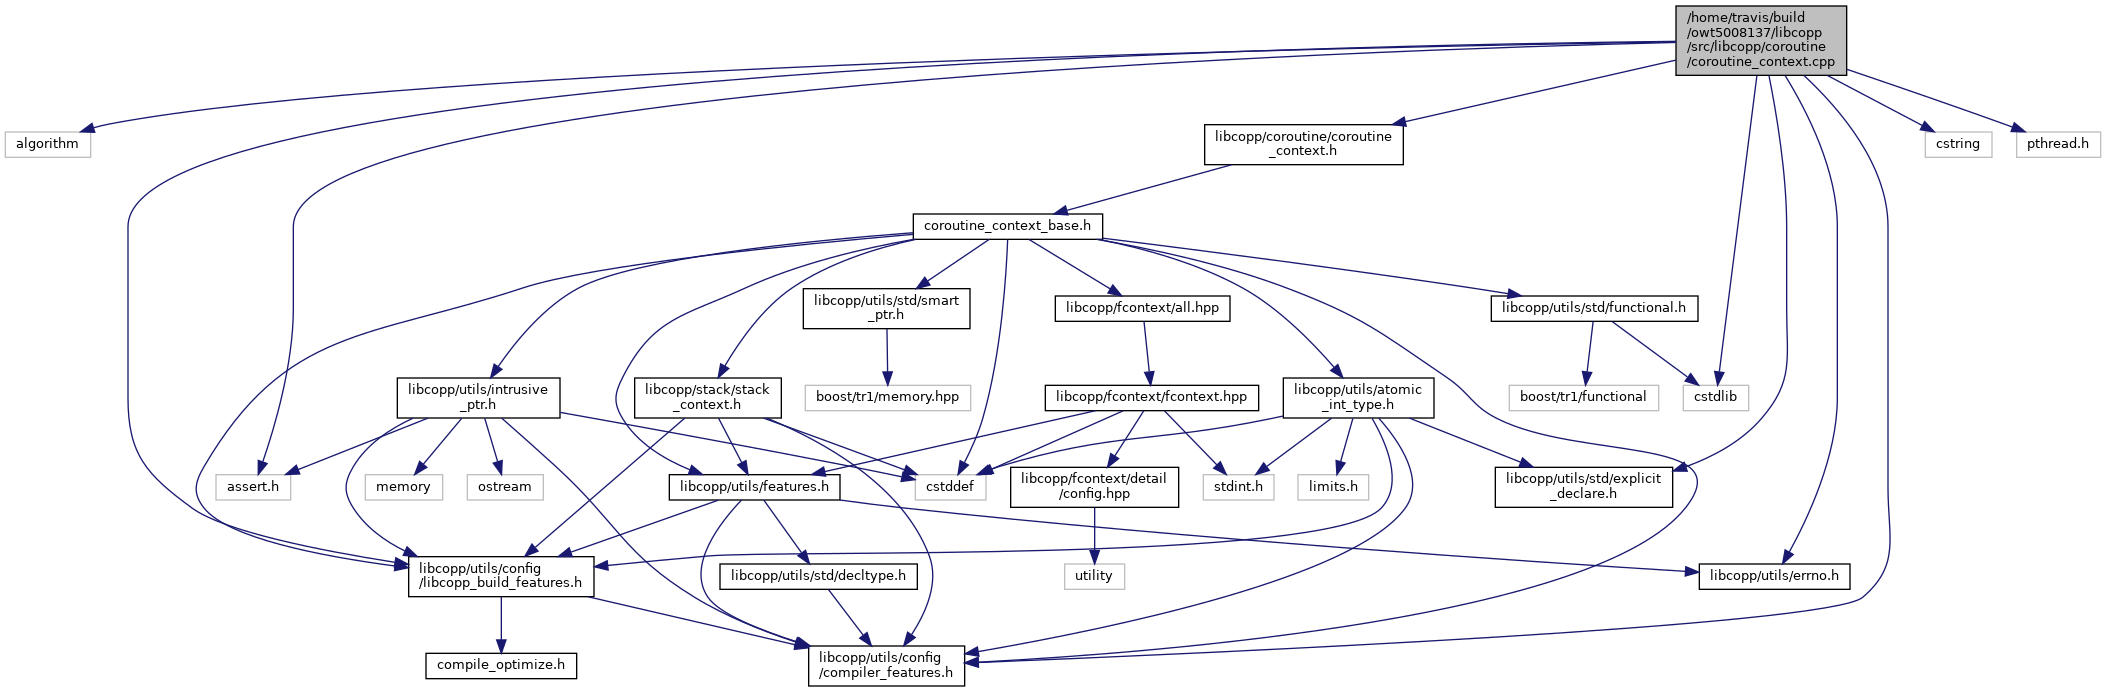 /home/travis/build
/owt5008137/libcopp
/src/libcopp/coroutine
/coroutine_context.cpp
algorithm
libcopp/coroutine/coroutine
_context.h
cstring
pthread.h
coroutine_context_base.h
libcopp/utils/std/smart
_ptr.h
libcopp/fcontext/all.hpp
libcopp/utils/std/functional.h
libcopp/utils/intrusive
_ptr.h
libcopp/stack/stack
_context.h
boost/tr1/memory.hpp
libcopp/fcontext/fcontext.hpp
libcopp/utils/atomic
_int_type.h
boost/tr1/functional
cstdlib
assert.h
memory
ostream
libcopp/utils/features.h
cstddef
libcopp/fcontext/detail
/config.hpp
stdint.h
limits.h
libcopp/utils/std/explicit
_declare.h
libcopp/utils/config
/libcopp_build_features.h
libcopp/utils/std/decltype.h
utility
libcopp/utils/errno.h
compile_optimize.h
libcopp/utils/config
/compiler_features.h